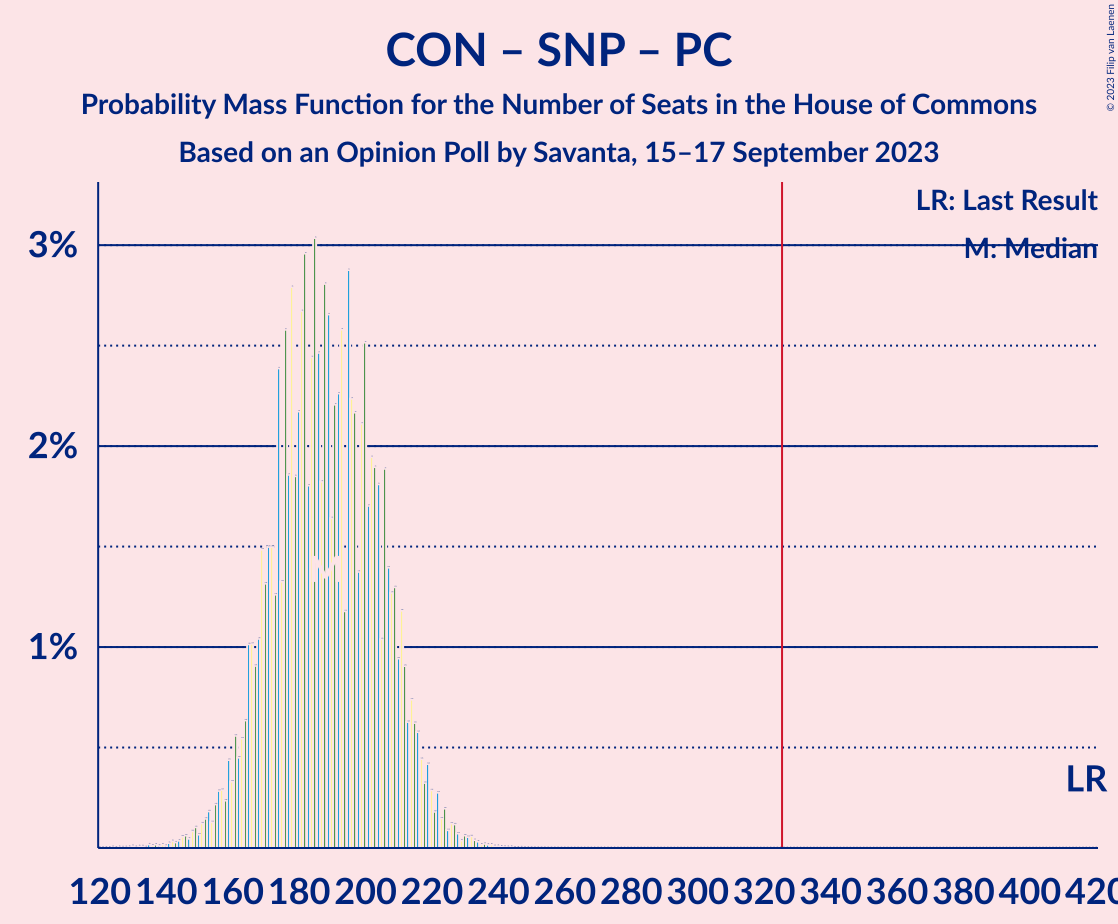 CON – SNP – PC
Probability Mass Function for the Number of Seats in the House of Commons
Based on an Opinion Poll by Savanta, 15–17 September 2023
© 2023 Filip van Laenen
LR: Last Result
M: Median
3%
2%
1%
LR
120 140 160 180 200 220 240 260 280 300 320 340 360 380 400 420